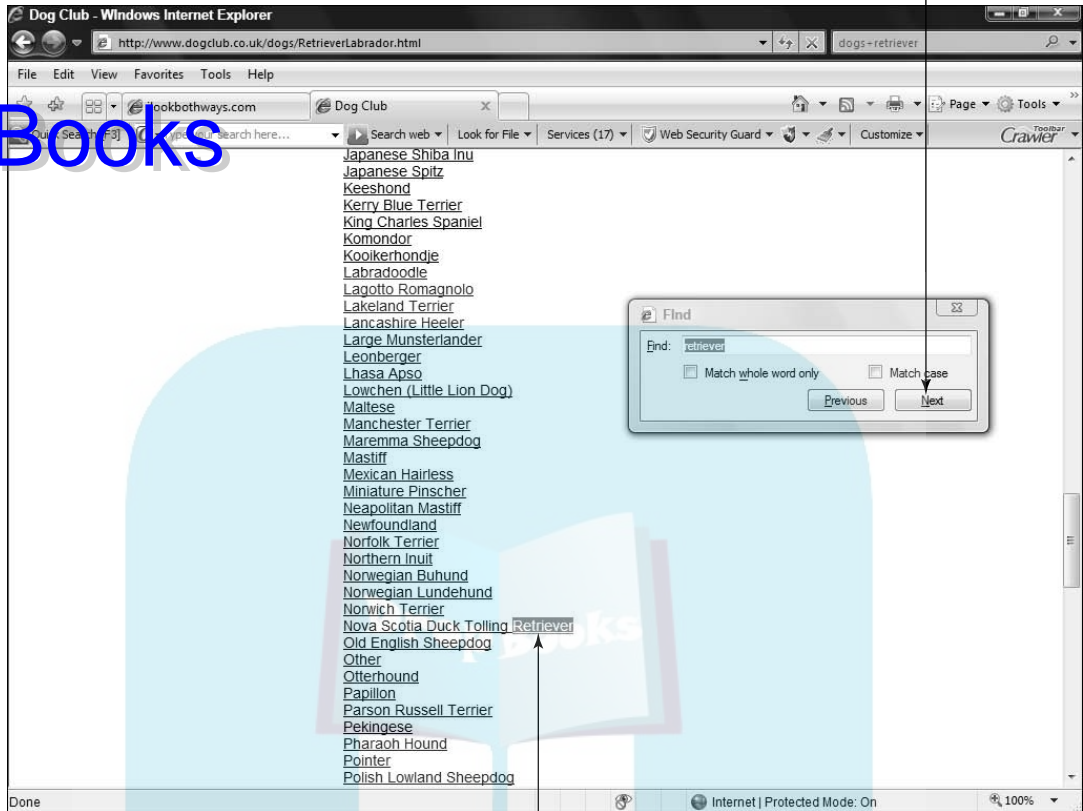 Dog Club - Windows Internet Explorer
http://www.dogclub.co.uk/dogs/RetrieverLabrador.html
dogs+retriever
File Edit View Favorites Tools Help
ilookbothways.com
Dog Club
Page
Tools
Books
Search web
Look for File
Services (17)
Web Security Guard
Customize
Crawler Toolbar
search here...
Japanese Shiba Inu
Japanese Spitz
Keeshond
Kerry Blue Terrier
King Charles Spaniel
Komondor
Kooikerhondje
Labradoodle
Lagotto Romagnolo
Lakeland Terrier
Lancashire Heeler
Large Munsterlander
Leonberger
Lhasa Apso
Lowchen (Little Lion Dog)
Maltese
Manchester Terrier
Maremma Sheepdog
Mastiff
Mexican Hairless
Miniature Pinscher
Neapolitan Mastiff
Newfoundland
Norfolk Terrier
Northern Inuit
Norwegian Buhund
Norwegian Lundehund
Norwich Terrier
Nova Scotia Duck Tolling Retriever
Old English Sheepdog
Other
Otterhound
Papillon
Parson Russell Terrier
Pekingese
Pharaoh Hound
Pointer
Polish Lowland Sheepdog
Find
Find: retriever
Match whole word only
Match case
Previous
Next
Done
Internet | Protected Mode: On
100%